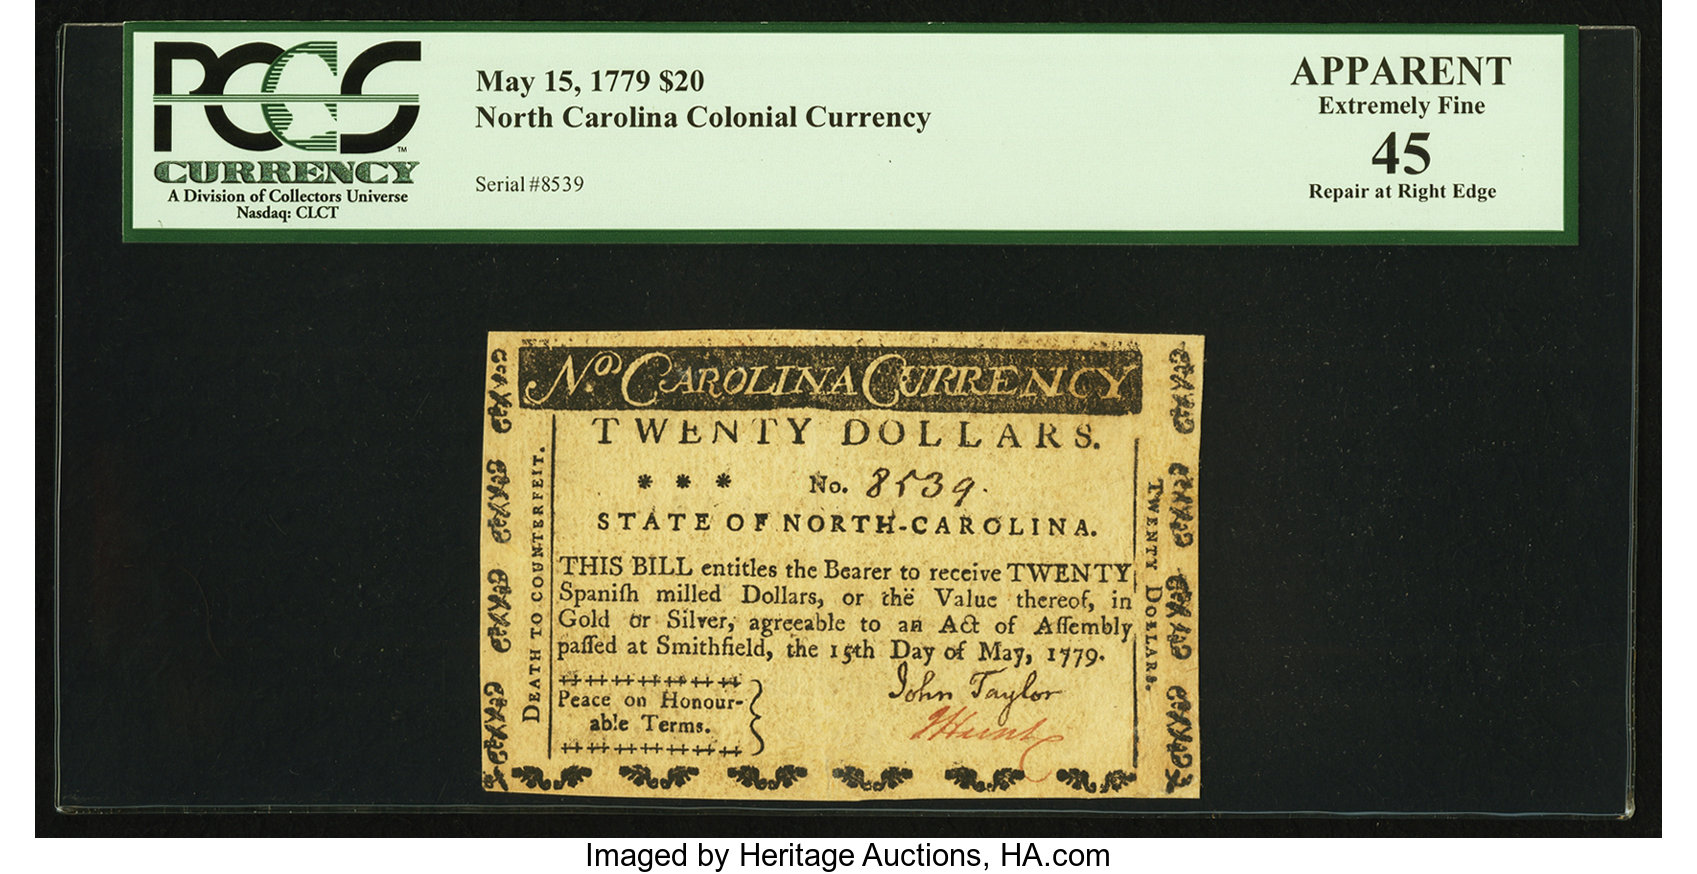 PCGS
CURRENCY
A Division of Collectors Universe
Nasdaq: CLCT
May 15, 1779 $20
North Carolina Colonial Currency
Serial #8539
APPARENT
Extremely Fine
45
Repair at Right Edge
No. CAROLINA CURRENCY
TWENTY DOLLARS.
* * * No. 8539.
STATE OF NORTH-CAROLINA.
THIS BILL entitles the Bearer to receive TWENTY
Spaniſh milled Dollars, or the Value thereof, in
Gold or Silver, agreeable to an Act of Aſſembly
paſſed at Smithfield, the 15th Day of May, 1779.
John Taylor
JHunt
Peace on Honour-
able Terms.
DEATH TO COUNTERFEIT.
TWENTY DOLLARS.
Imaged by Heritage Auctions, HA.com